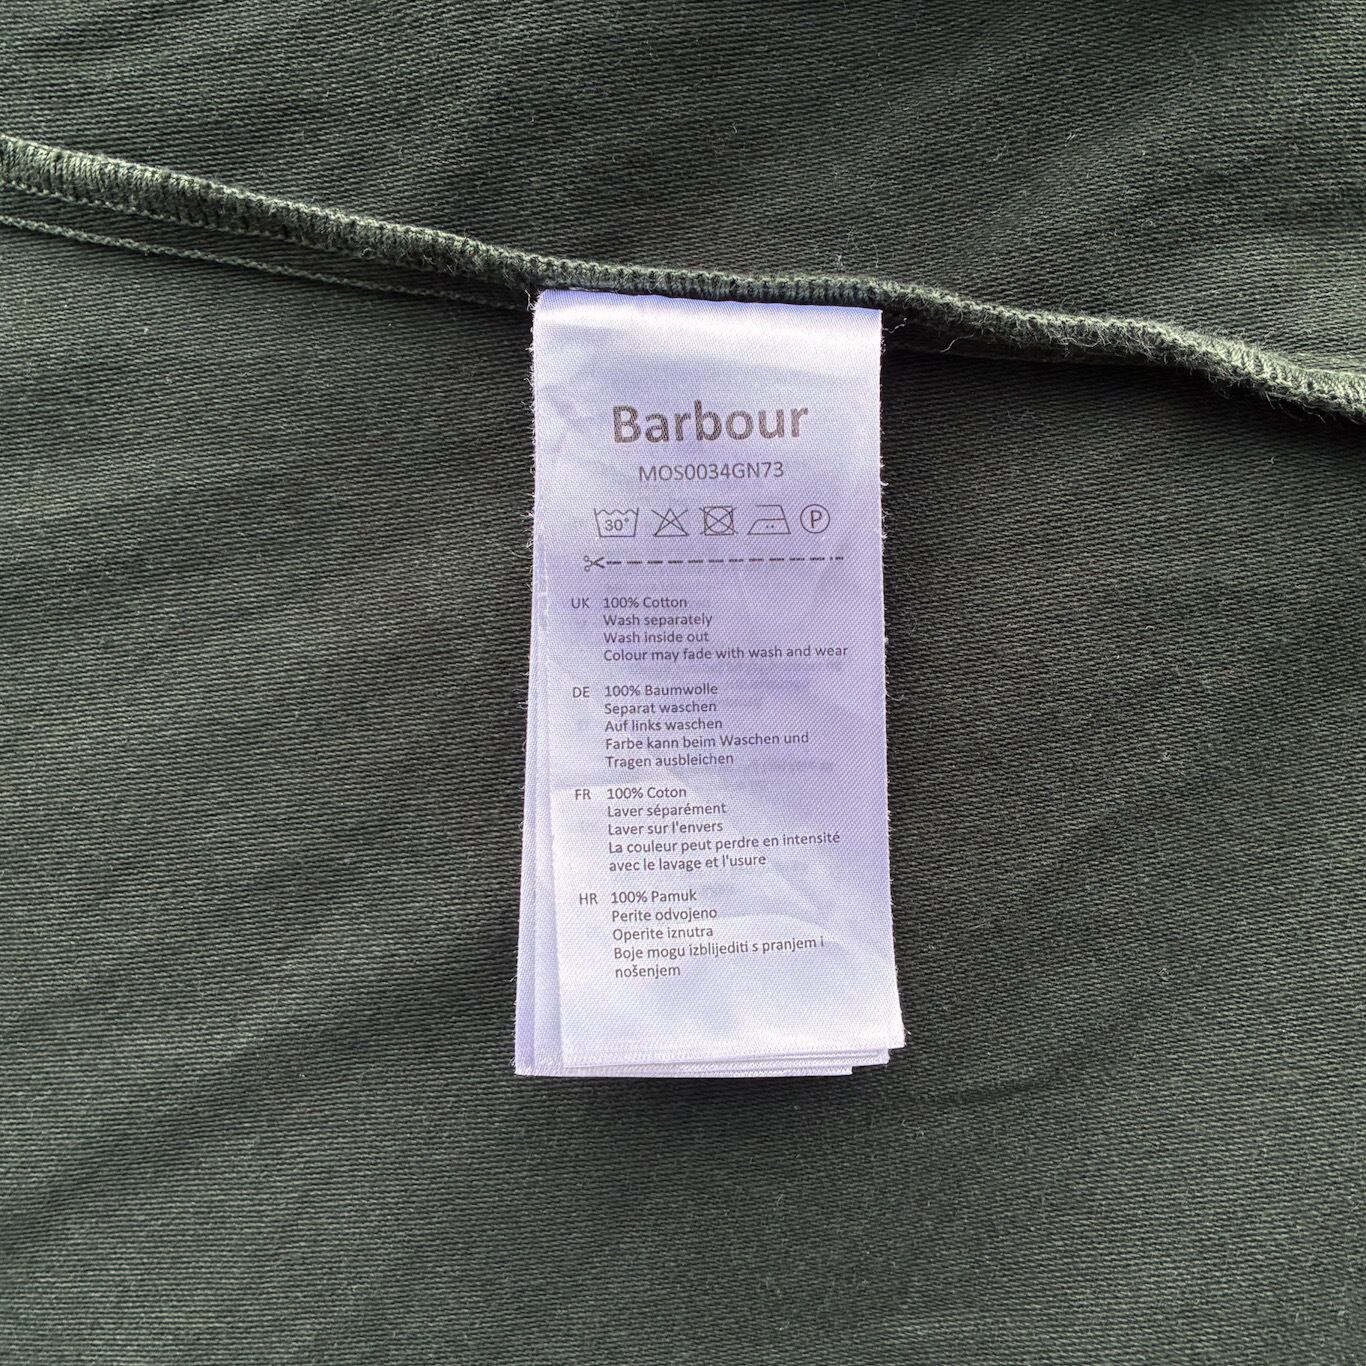 Barbour
MOS0034GN73
30°
P
UK 100% Cotton
Wash separately
Wash inside out
Colour may fade with wash and wear
DE 100% Baumwolle
Separat waschen
Auf links waschen
Farbe kann beim Waschen und
Tragen ausbleichen
FR 100% Coton
Laver séparément
Laver sur l'envers
La couleur peut perdre en intensité
avec le lavage et l'usure
HR 100% Pamuk
Perite odvojeno
Operite iznutra
Boje mogu izblijediti s pranjem i
nošenjem